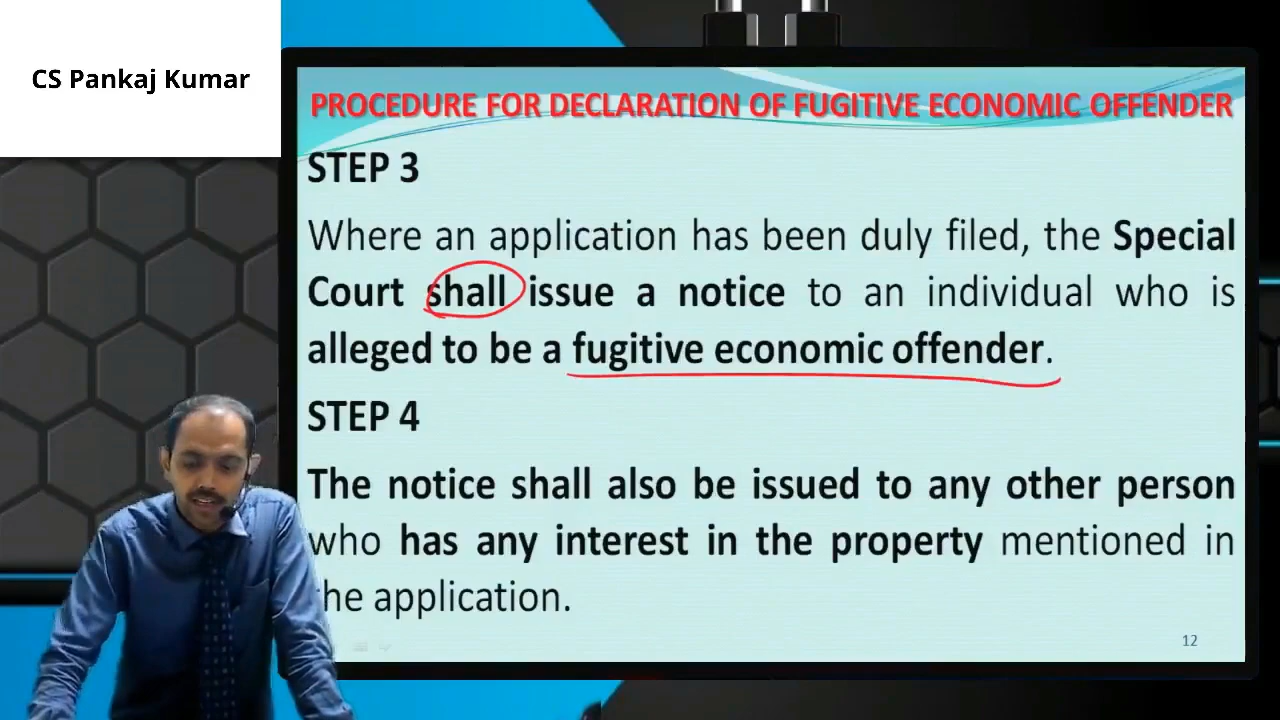 CS Pankaj Kumar
PROCEDURE FOR DECLARATION OF FUGITIVE ECONOMIC OFFENDER
STEP 3
Where an application has been duly filed, the Special
Court shall issue a notice to an individual who is
alleged to be a fugitive economic offender.
STEP 4
The notice shall also be issued to any other person
who has any interest in the property mentioned in
the application.
12